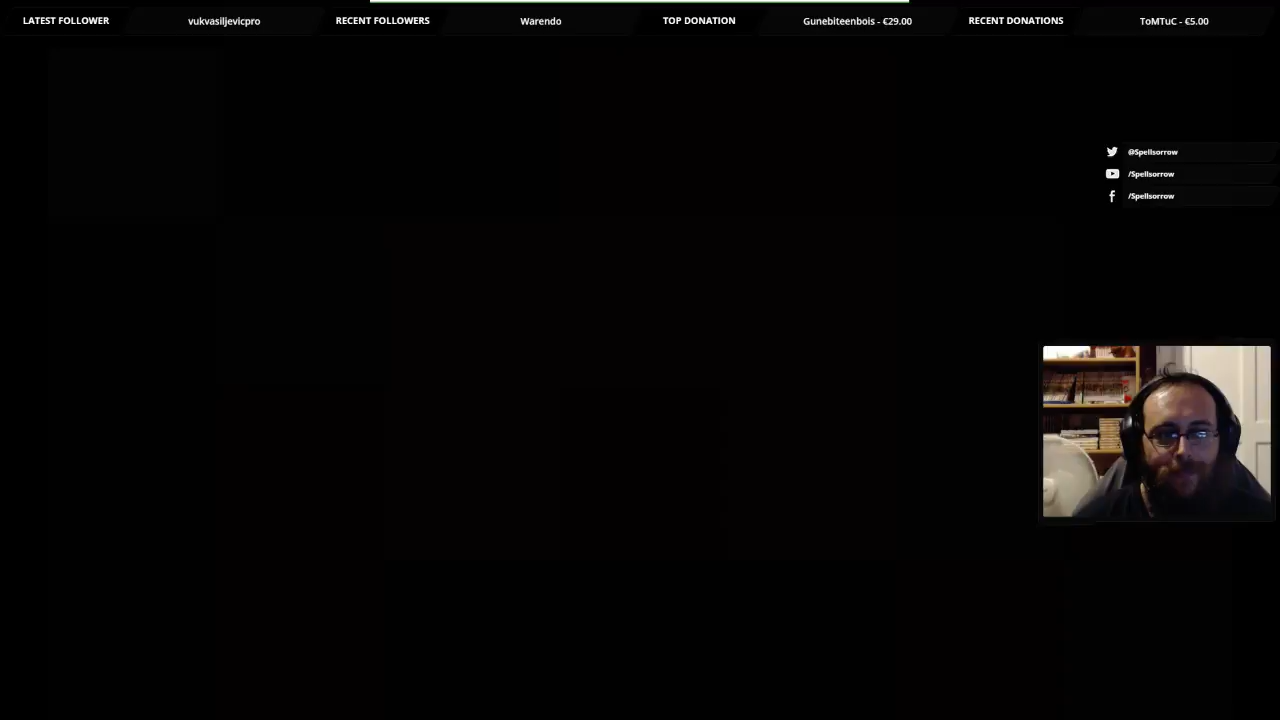 LATEST FOLLOWER vukvasiljevicpro RECENT FOLLOWERS Warendo TOP DONATION Gunebiteenbois - €29.00 RECENT DONATIONS ToMTuC - €5.00
@Spellsorrow
/Spellsorrow
/Spellsorrow